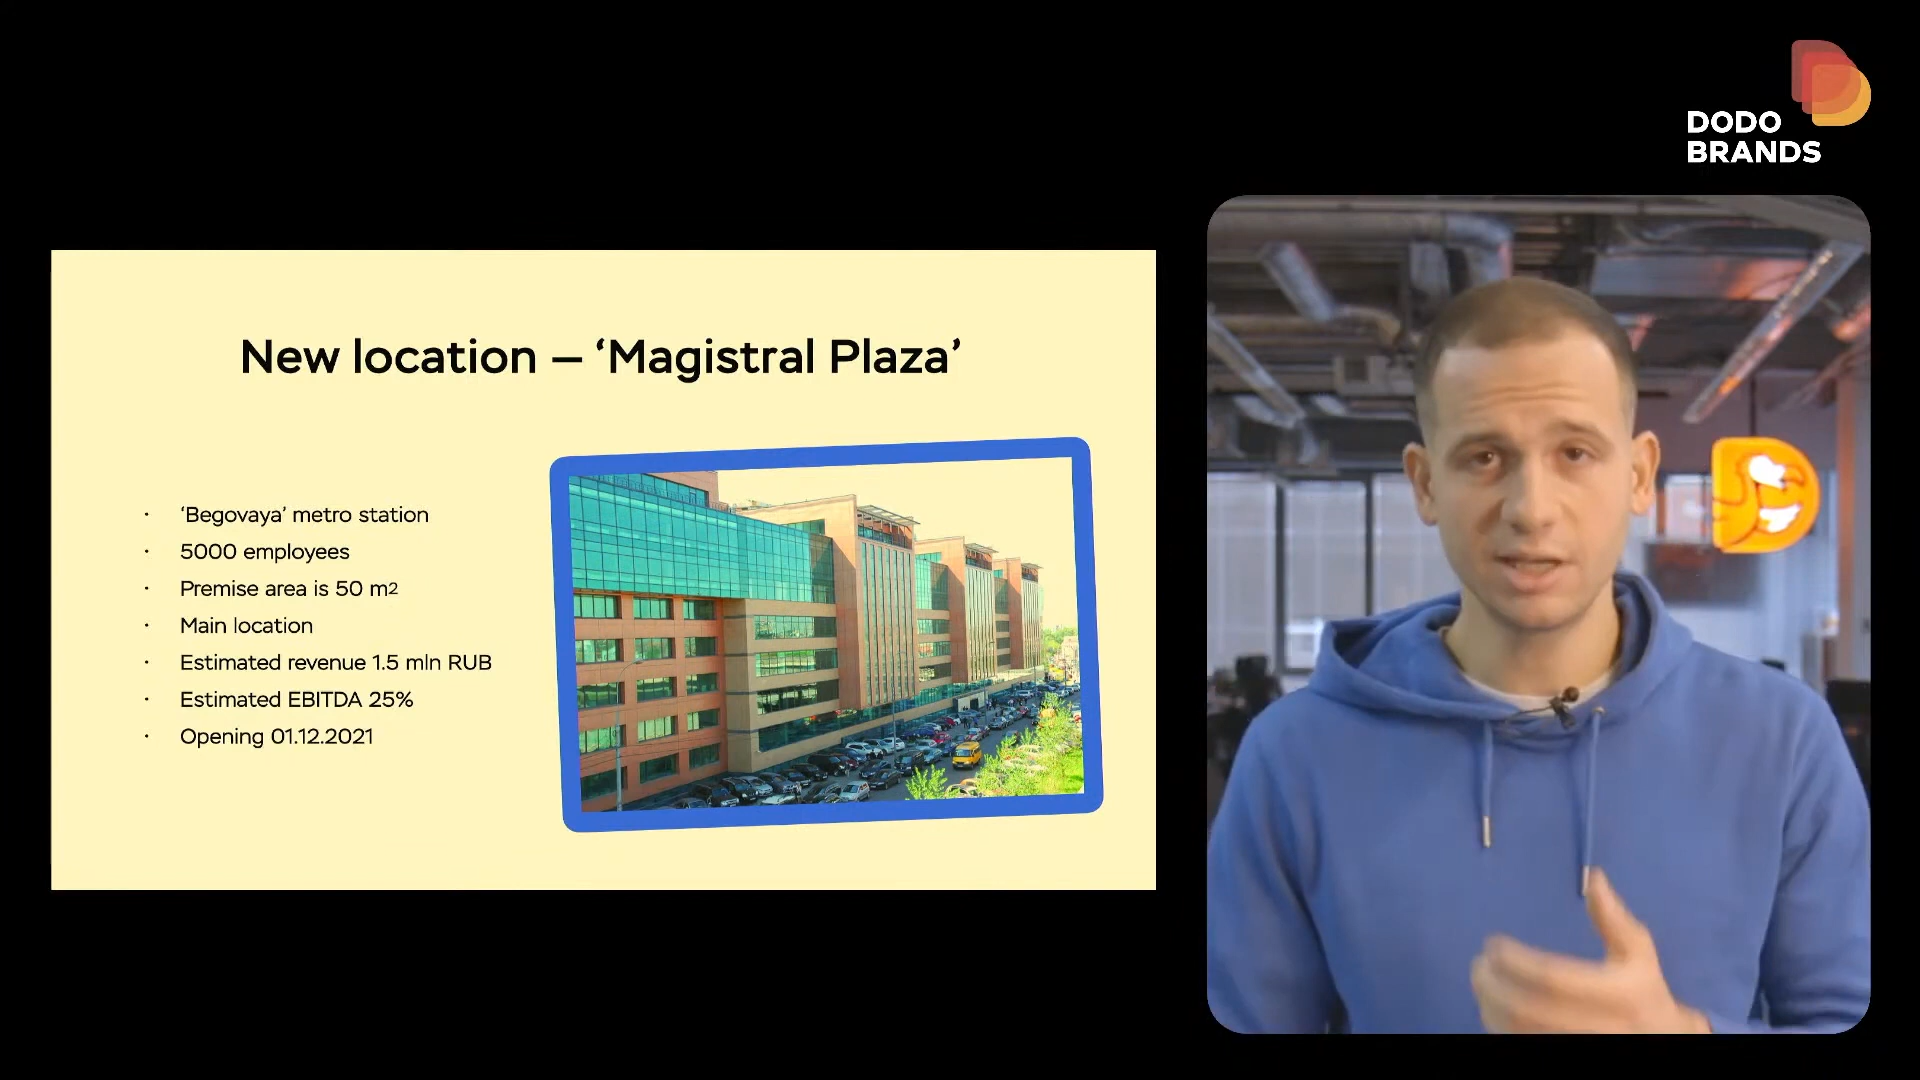 DODO
BRANDS
New location – ‘Magistral Plaza’
· ‘Begovaya’ metro station
· 5000 employees
· Premise area is 50 m2
· Main location
· Estimated revenue 1.5 mln RUB
· Estimated EBITDA 25%
· Opening 01.12.2021